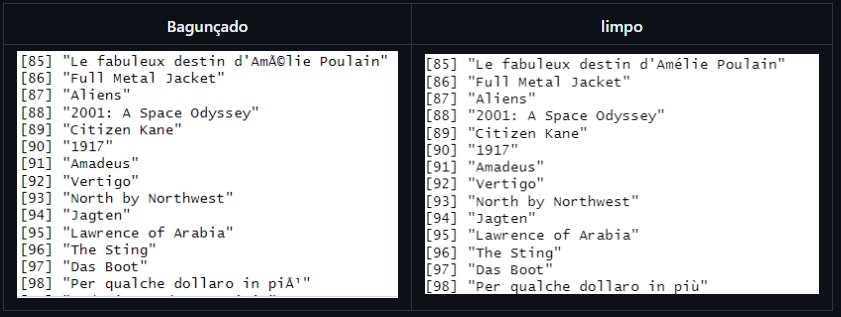 Bagunçado
[85] "Le fabuleux destin d'AmÃ©lie Poulain"
[86] "Full Metal Jacket"
[87] "Aliens"
[88] "2001: A Space Odyssey"
[89] "Citizen Kane"
[90] "1917"
[91] "Amadeus"
[92] "Vertigo"
[93] "North by Northwest"
[94] "Jagten"
[95] "Lawrence of Arabia"
[96] "The Sting"
[97] "Das Boot"
[98] "Per qualche dollaro in piÃ¹"
limpo
[85] "Le fabuleux destin d'Amélie Poulain"
[86] "Full Metal Jacket"
[87] "Aliens"
[88] "2001: A Space Odyssey"
[89] "Citizen Kane"
[90] "1917"
[91] "Amadeus"
[92] "Vertigo"
[93] "North by Northwest"
[94] "Jagten"
[95] "Lawrence of Arabia"
[96] "The Sting"
[97] "Das Boot"
[98] "Per qualche dollaro in più"